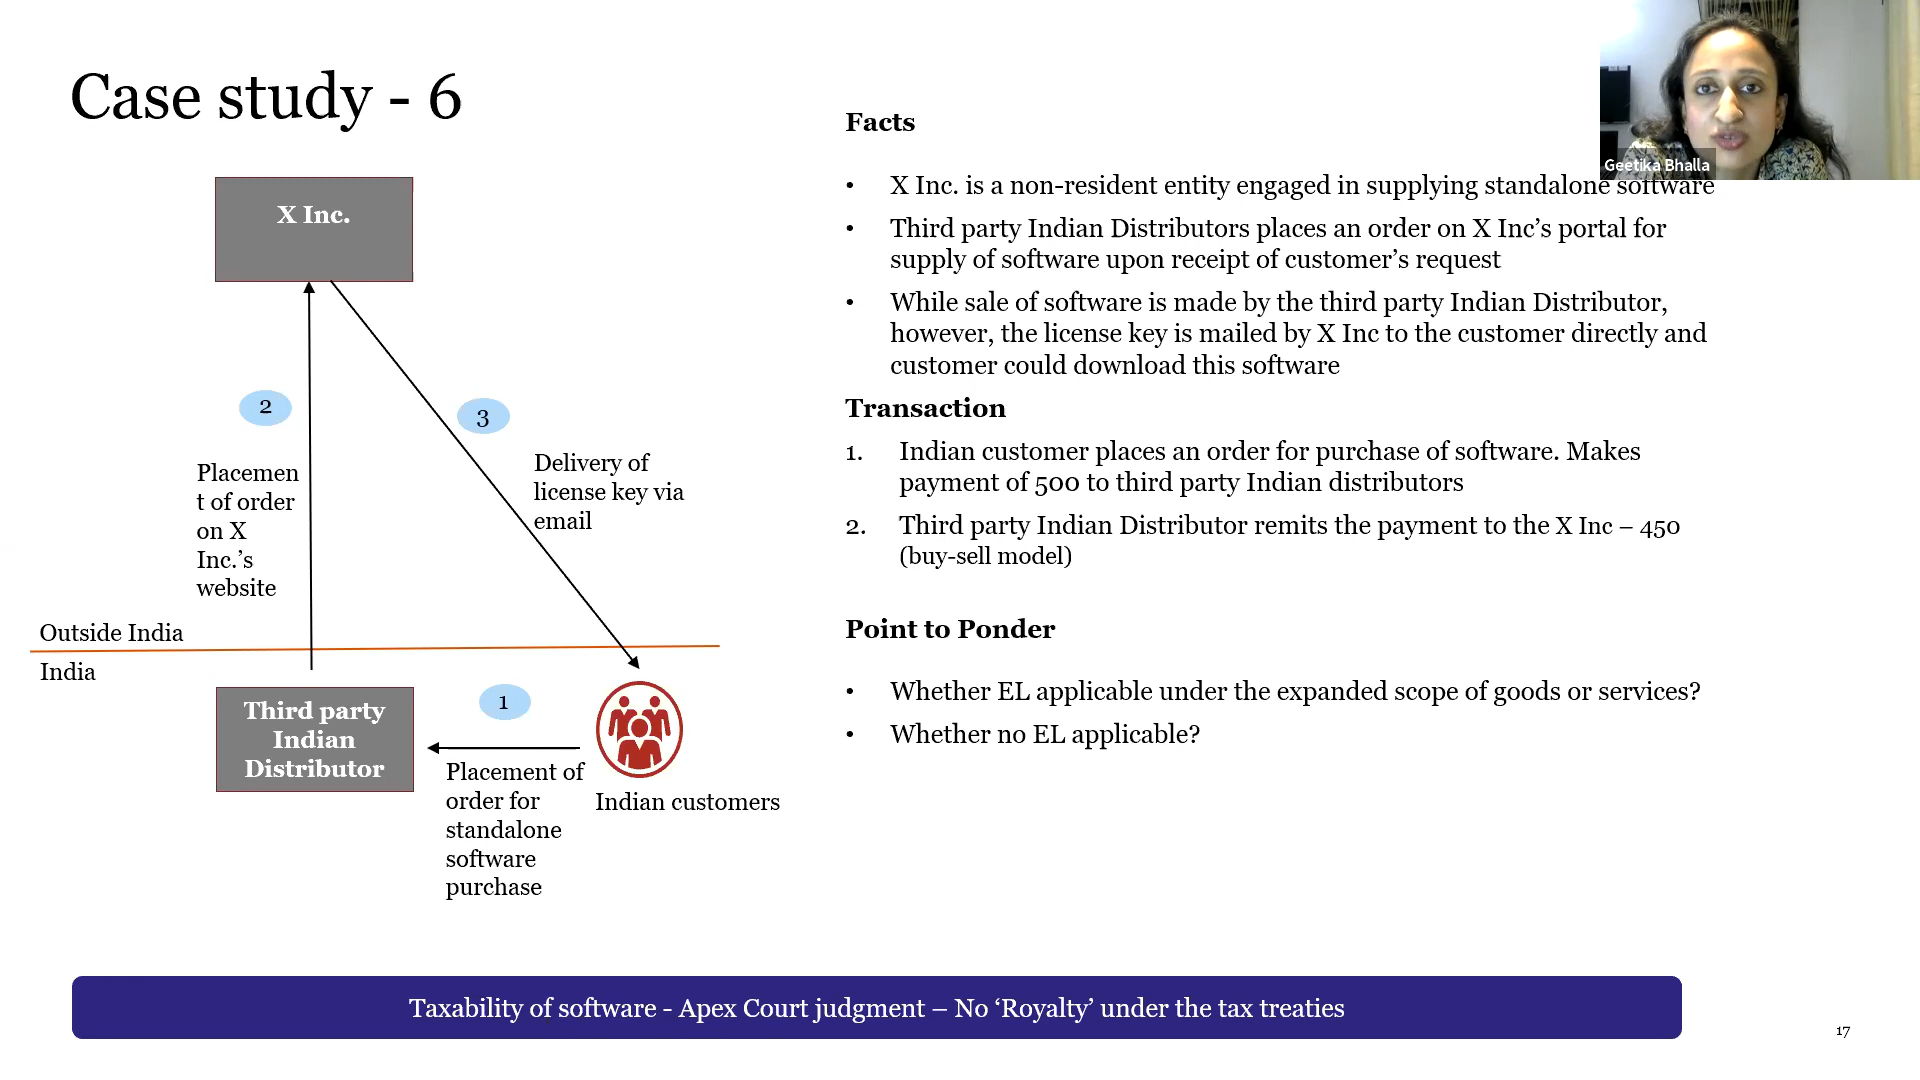 Case study - 6
X Inc.
2
Placemen
t of order
on X
Inc.’s
website
3
Delivery of
license key via
email
Outside India
India
Third party
Indian
Distributor
1
Placement of
order for
standalone
software
purchase
Indian customers
Facts
• X Inc. is a non-resident entity engaged in supplying standalone software
• Third party Indian Distributors places an order on X Inc’s portal for
supply of software upon receipt of customer’s request
• While sale of software is made by the third party Indian Distributor,
however, the license key is mailed by X Inc to the customer directly and
customer could download this software
Transaction
1. Indian customer places an order for purchase of software. Makes
payment of 500 to third party Indian distributors
2. Third party Indian Distributor remits the payment to the X Inc – 450
(buy-sell model)
Point to Ponder
• Whether EL applicable under the expanded scope of goods or services?
• Whether no EL applicable?
Geetika Bhalla
Taxability of software - Apex Court judgment – No ‘Royalty’ under the tax treaties
17